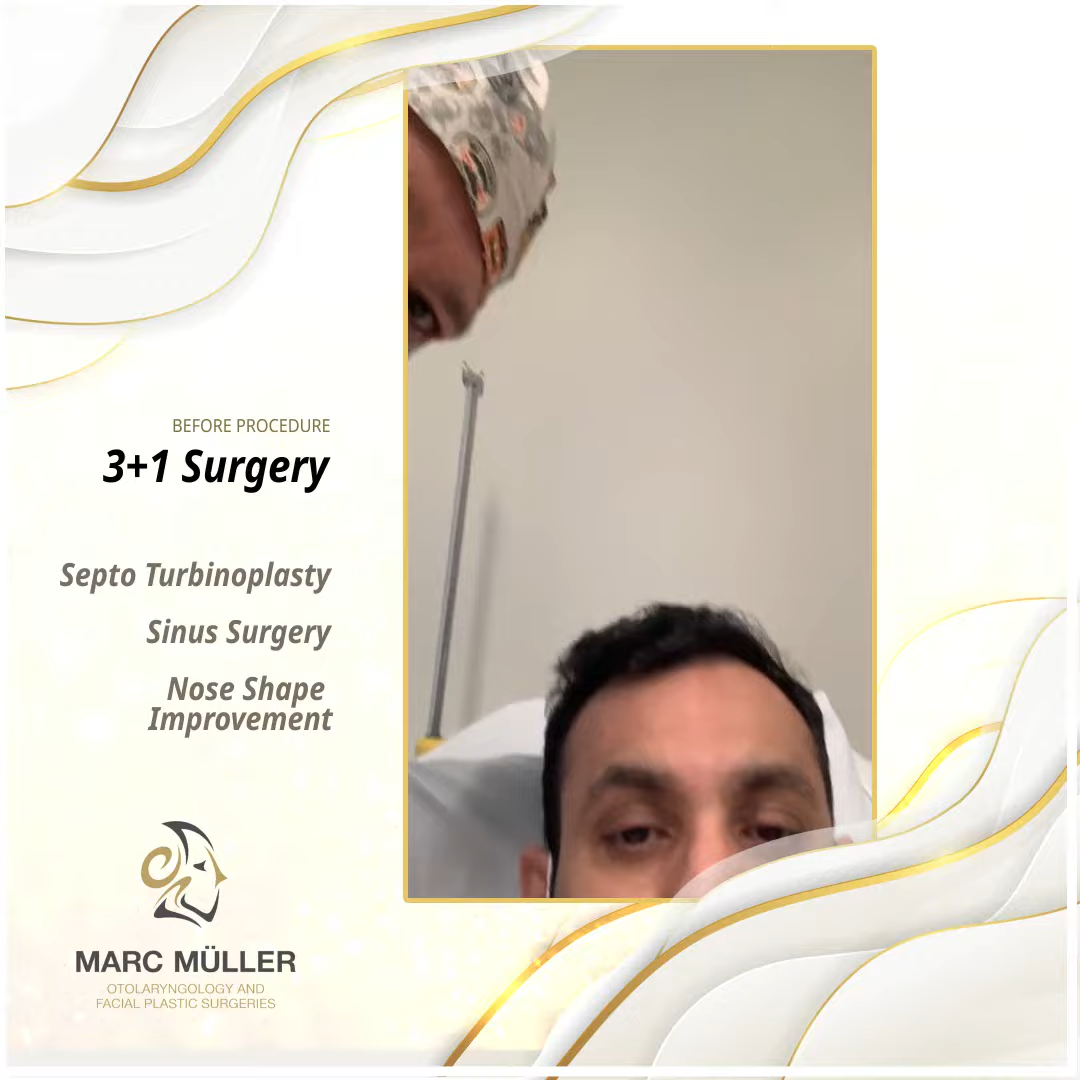 BEFORE PROCEDURE
3+1 Surgery
Septo Turbinoplasty
Sinus Surgery
Nose Shape
Improvement
MARC MÜLLER
OTOLARYNGOLOGY AND
FACIAL PLASTIC SURGERIES